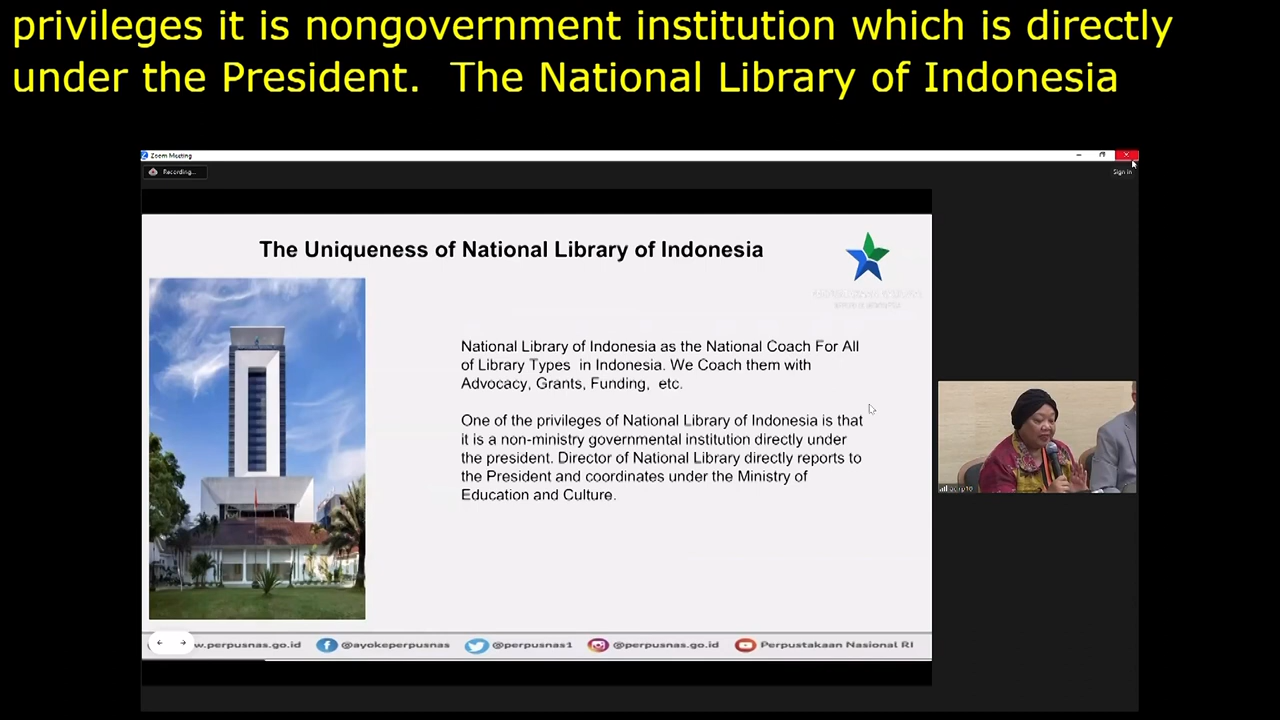 privileges it is nongovernment institution which is directly
under the President. The National Library of Indonesia
Zoom Meeting
Recording...
Sign in
The Uniqueness of National Library of Indonesia
National Library of Indonesia as the National Coach For All
of Library Types in Indonesia. We Coach them with
Advocacy, Grants, Funding, etc.
One of the privileges of National Library of Indonesia is that
it is a non-ministry governmental institution directly under
the president. Director of National Library directly reports to
the President and coordinates under the Ministry of
Education and Culture.
w.perpusnas.go.id @ayokeperpusnas @perpusnas1 @perpusnas.go.id Perpustakaan Nasional RI